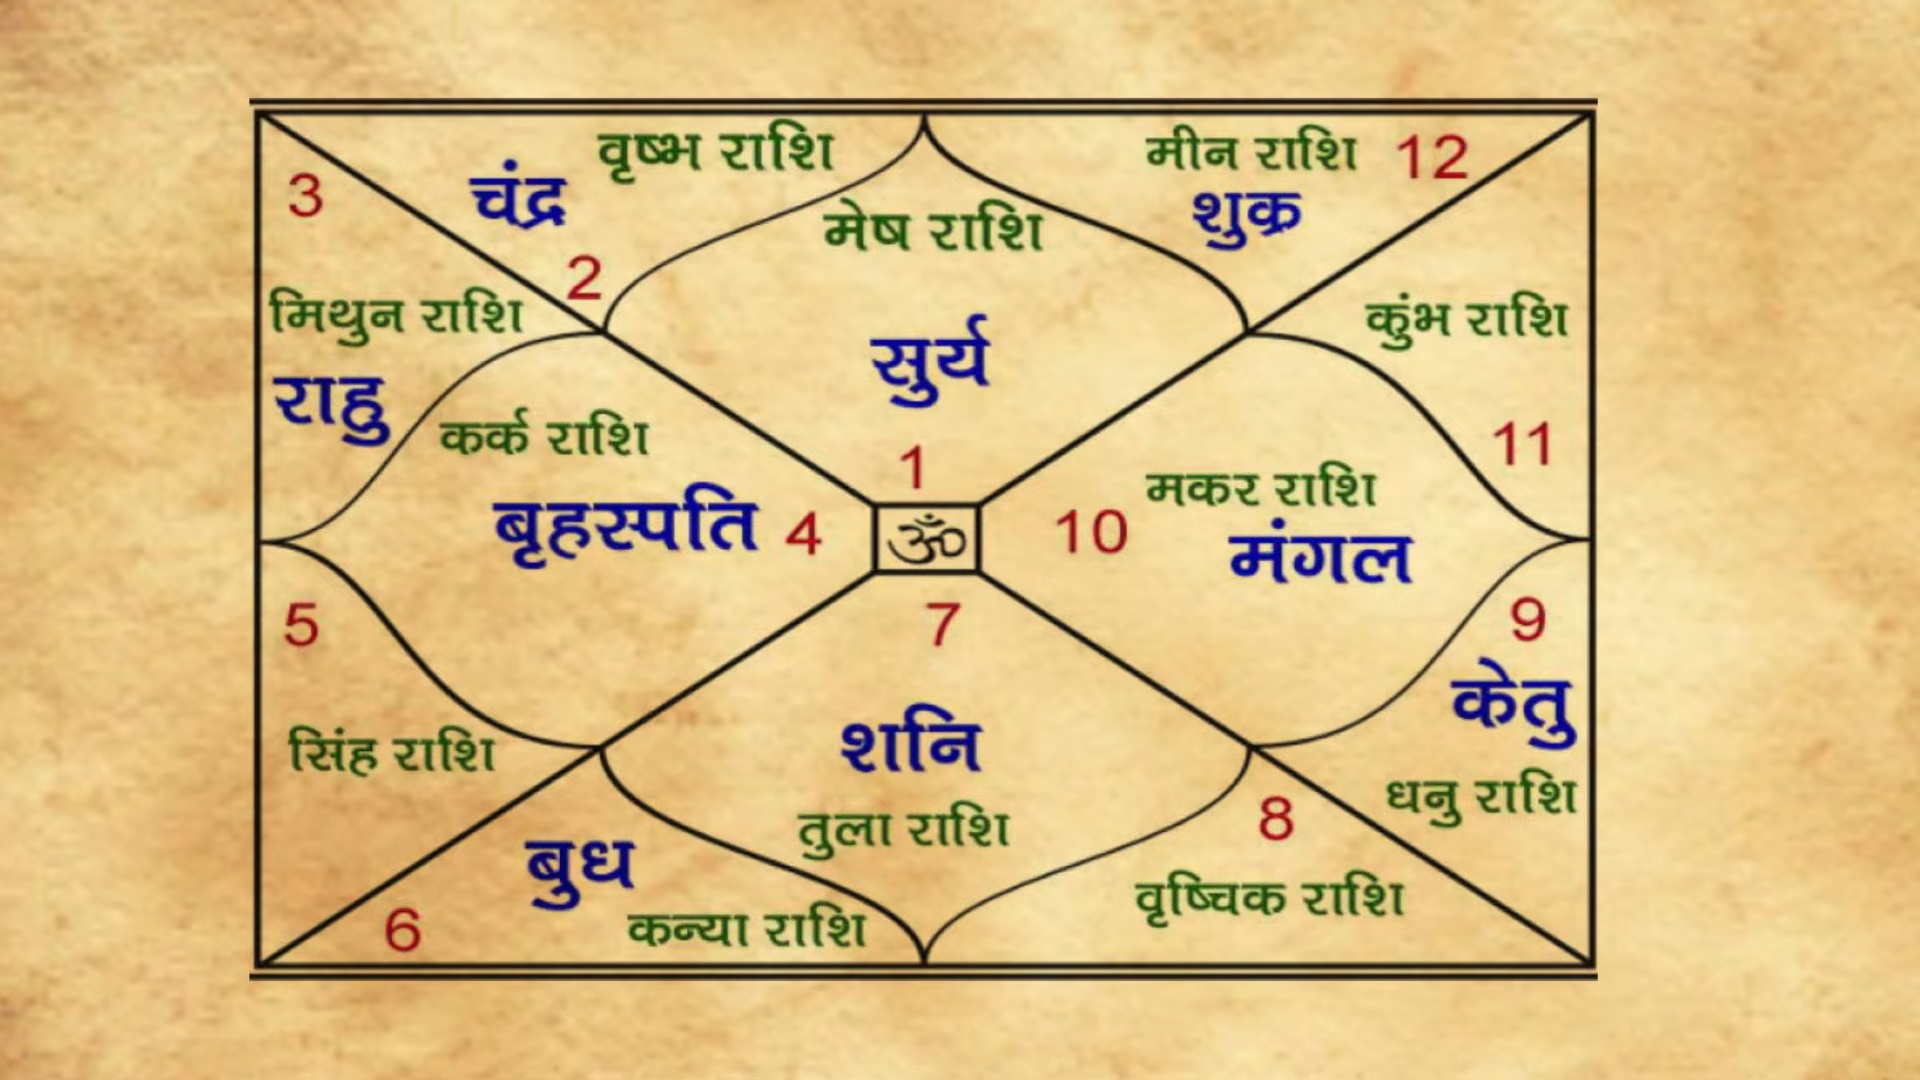 वृष्भ राशि
मीन राशि 12
3
चंद्र
शुक्र
मेष राशि
2
मिथुन राशि
कुंभ राशि
सुर्य
राहु
कर्क राशि
11
1
मकर राशि
बृहस्पति 4
ॐ
10
मंगल
5
7
9
केतु
सिंह राशि
शनि
धनु राशि
8
तुला राशि
बुध
वृष्चिक राशि
6
कन्या राशि